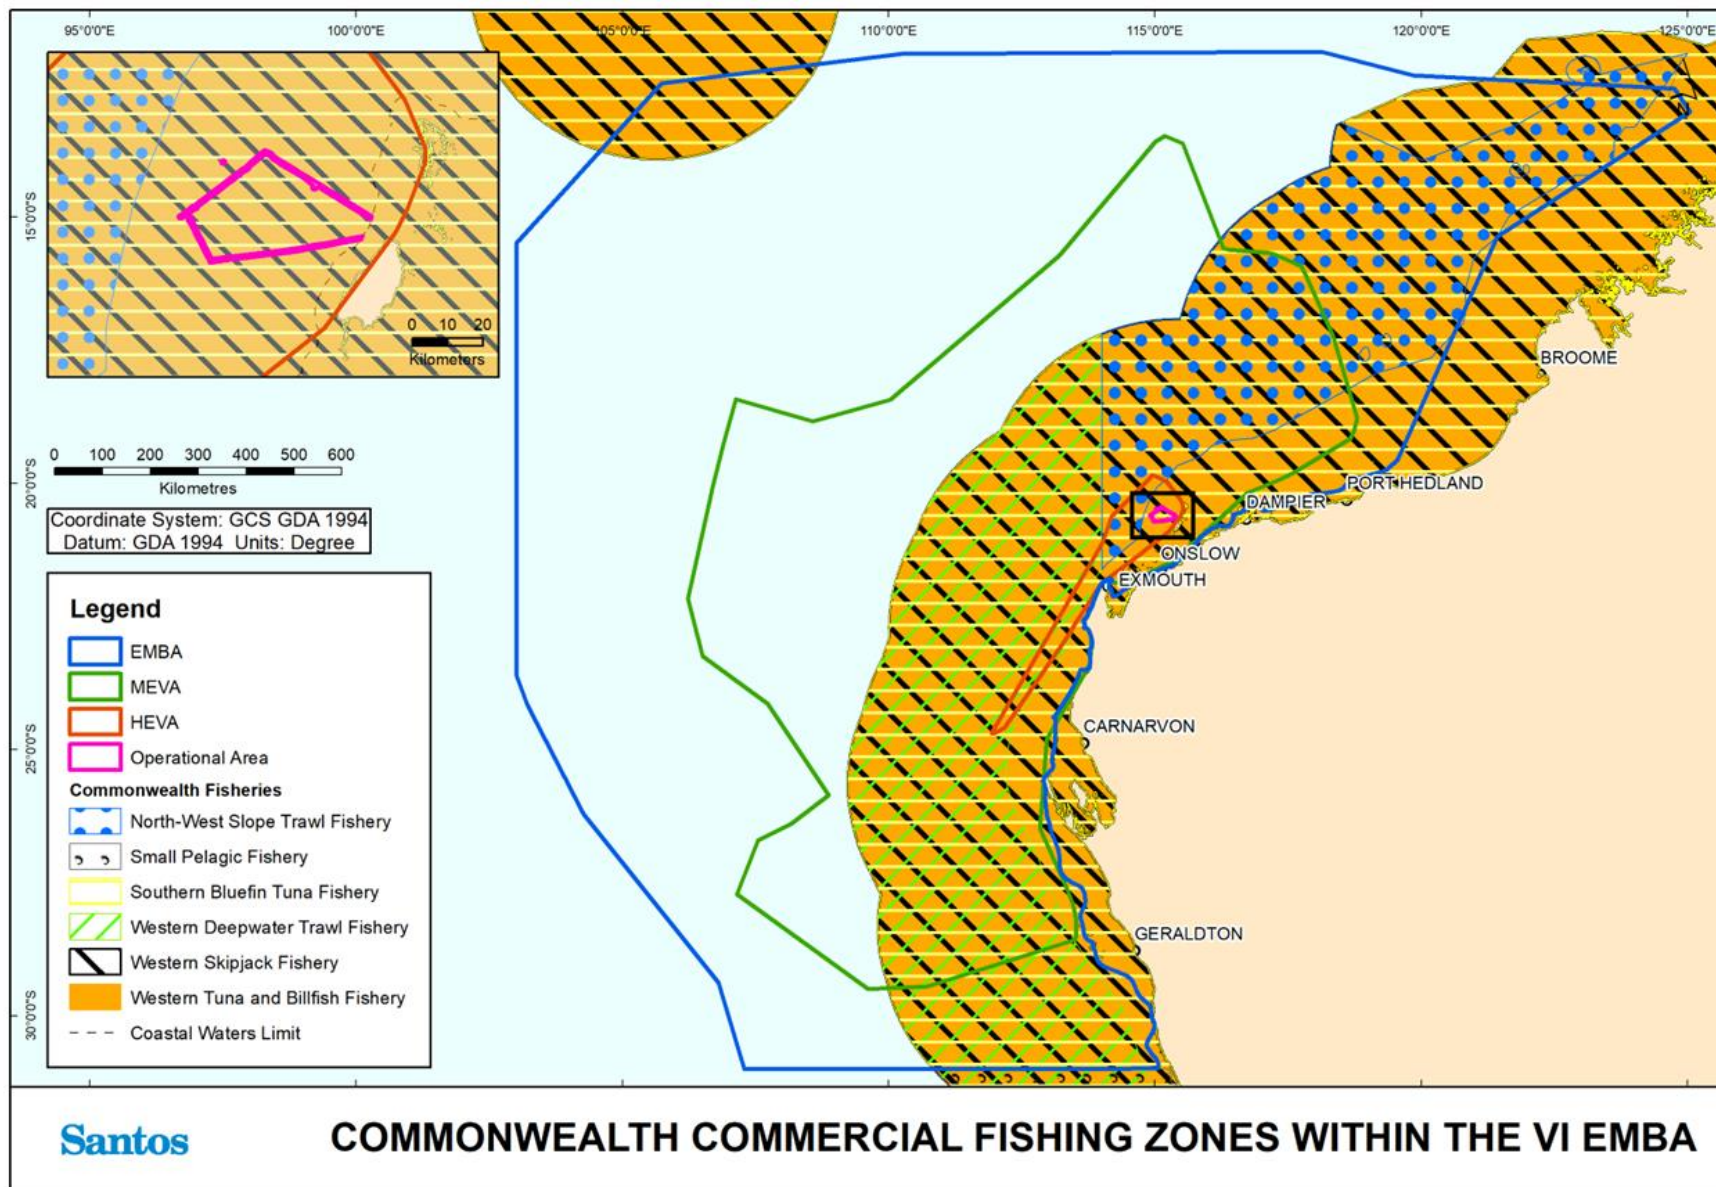 95°0'0"E 100°0'0"E 105°0'0"E 110°0'0"E 115°0'0"E 120°0'0"E 125°0'0"E
15°0'0"S
20°0'0"S
25°0'0"S
30°0'0"S
0 10 20
Kilometers
0 100 200 300 400 500 600
Kilometres
Coordinate System: GCS GDA 1994
Datum: GDA 1994 Units: Degree
BROOME
PORT HEDLAND
DAMPIER
ONSLOW
EXMOUTH
CARNARVON
GERALDTON
Legend
EMBA
MEVA
HEVA
Operational Area
Commonwealth Fisheries
North-West Slope Trawl Fishery
Small Pelagic Fishery
Southern Bluefin Tuna Fishery
Western Deepwater Trawl Fishery
Western Skipjack Fishery
Western Tuna and Billfish Fishery
Coastal Waters Limit
Santos
COMMONWEALTH COMMERCIAL FISHING ZONES WITHIN THE VI EMBA